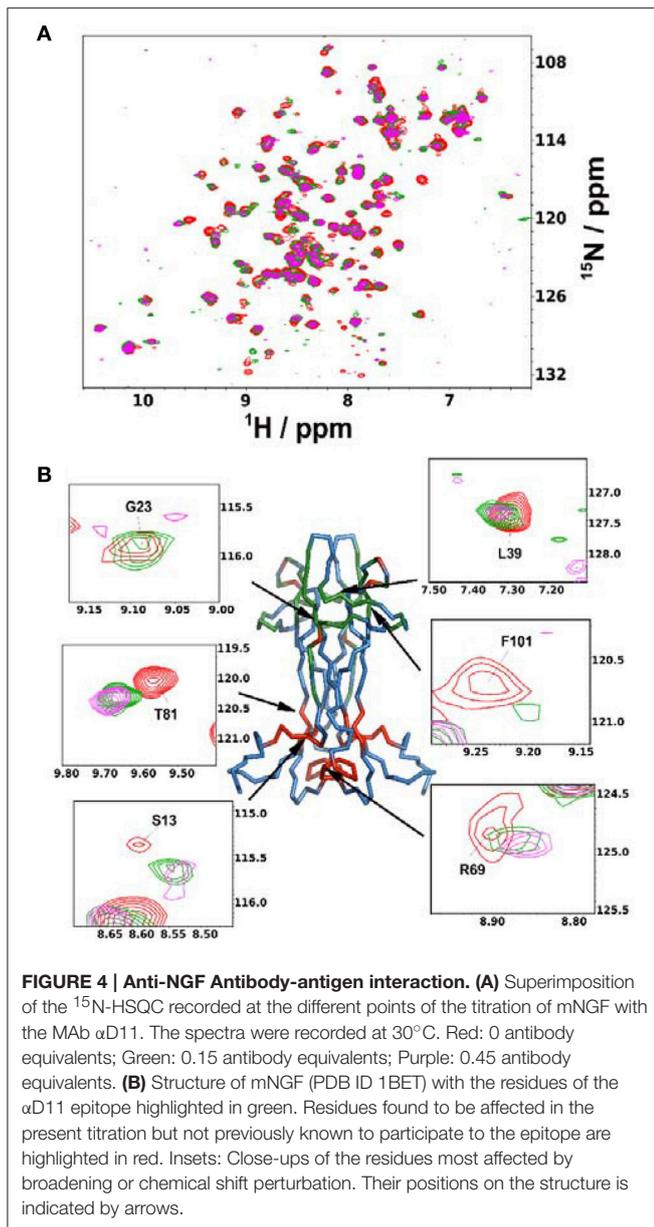 A
108
114
120
126
132
15N / ppm
10 9 8 7
1H / ppm
B
G23
115.5
116.0
9.15 9.10 9.05 9.00
L39
127.0
127.5
128.0
7.50 7.40 7.30 7.20
T81
119.5
120.0
120.5
121.0
9.80 9.70 9.60 9.50
F101
120.5
121.0
9.25 9.20 9.15
S13
115.0
115.5
116.0
8.65 8.60 8.55 8.50
R69
124.5
125.0
125.5
8.90 8.80
FIGURE 4 | Anti-NGF Antibody-antigen interaction. (A) Superimposition
of the 15N-HSQC recorded at the different points of the titration of mNGF with
the MAb αD11. The spectra were recorded at 30°C. Red: 0 antibody
equivalents; Green: 0.15 antibody equivalents; Purple: 0.45 antibody
equivalents. (B) Structure of mNGF (PDB ID 1BET) with the residues of the
αD11 epitope highlighted in green. Residues found to be affected in the
present titration but not previously known to participate to the epitope are
highlighted in red. Insets: Close-ups of the residues most affected by
broadening or chemical shift perturbation. Their positions on the structure is
indicated by arrows.